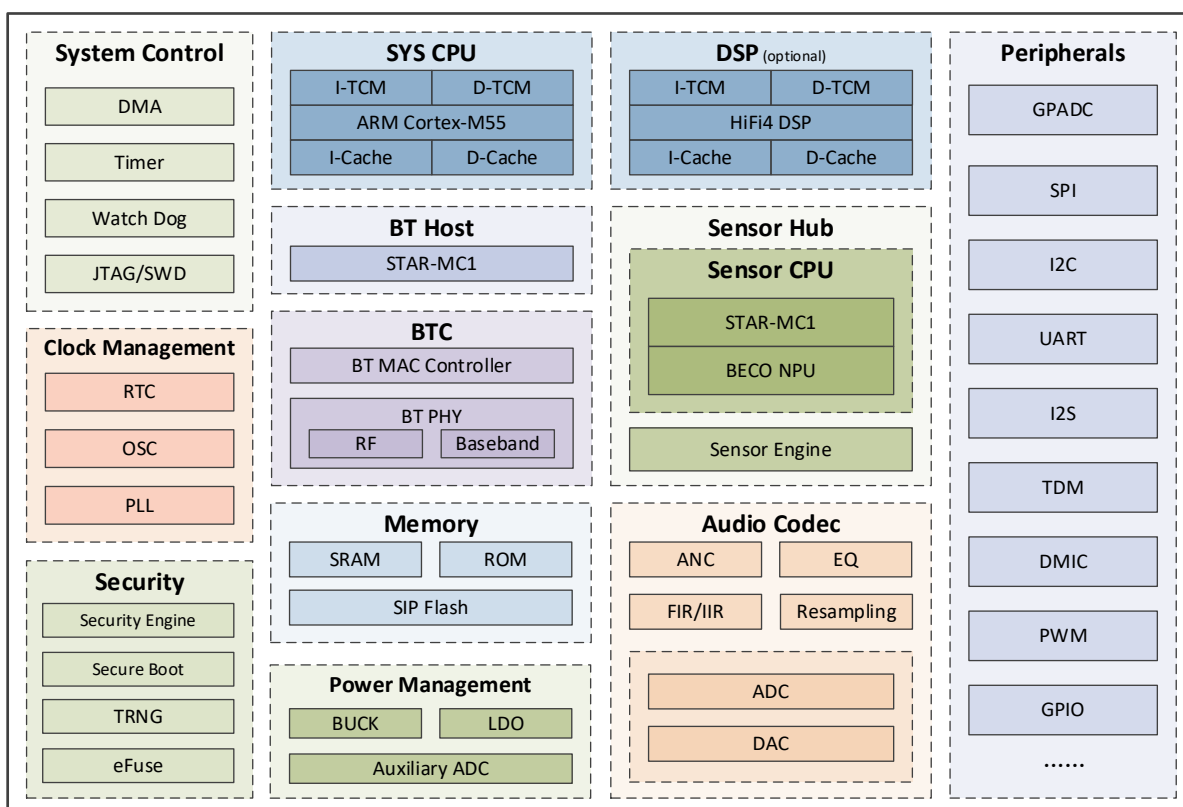 System Control
DMA
Timer
Watch Dog
JTAG/SWD
Clock Management
RTC
OSC
PLL
Security
Security Engine
Secure Boot
TRNG
eFuse
SYS CPU
I-TCM D-TCM
ARM Cortex-M55
I-Cache D-Cache
BT Host
STAR-MC1
BTC
BT MAC Controller
BT PHY
RF Baseband
Memory
SRAM ROM
SIP Flash
Power Management
BUCK LDO
Auxiliary ADC
DSP (optional)
I-TCM D-TCM
HiFi4 DSP
I-Cache D-Cache
Sensor Hub
Sensor CPU
STAR-MC1
BECO NPU
Sensor Engine
Audio Codec
ANC EQ
FIR/IIR Resampling
ADC
DAC
Peripherals
GPADC
SPI
I2C
UART
I2S
TDM
DMIC
PWM
GPIO
......